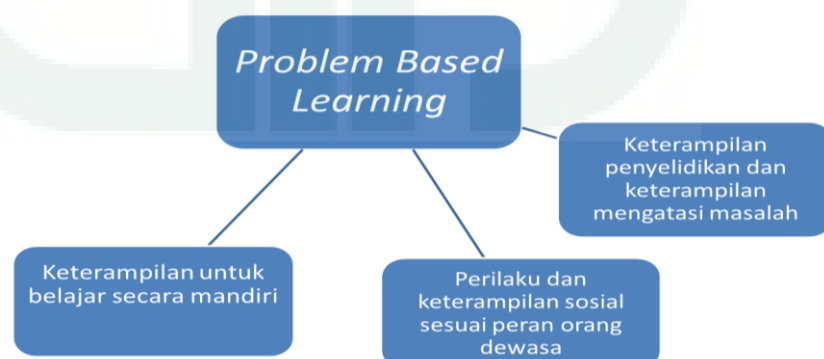 Problem Based
Learning
Keterampilan
penyelidikan dan
keterampilan
mengatasi masalah
Keterampilan untuk
belajar secara mandiri
Perilaku dan
keterampilan sosial
sesuai peran orang
dewasa